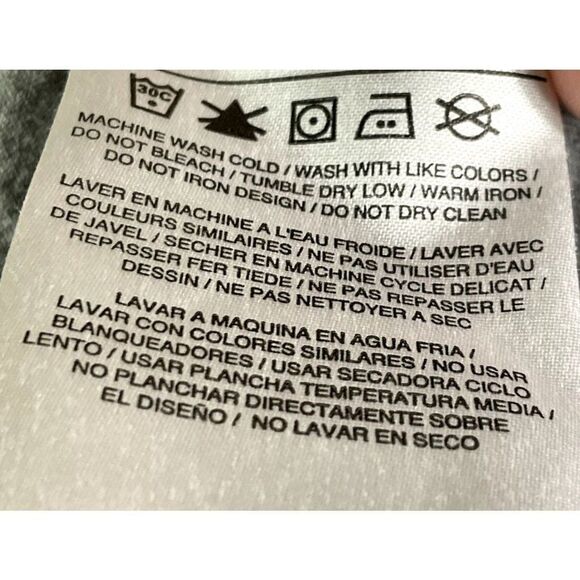 30C
MACHINE WASH COLD / WASH WITH LIKE COLORS /
DO NOT BLEACH / TUMBLE DRY LOW / WARM IRON /
DO NOT IRON DESIGN / DO NOT DRY CLEAN
LAVER EN MACHINE A L'EAU FROIDE / LAVER AVEC
COULEURS SIMILAIRES / NE PAS UTILISER D'EAU
DE JAVEL / SECHER EN MACHINE CYCLE DELICAT /
REPASSER FER TIEDE / NE PAS REPASSER LE
DESSIN / NE PAS NETTOYER A SEC
LAVAR A MAQUINA EN AGUA FRIA /
LAVAR CON COLORES SIMILARES / NO USAR
BLANQUEADORES / USAR SECADORA CICLO
LENTO / USAR PLANCHA TEMPERATURA MEDIA /
NO PLANCHAR DIRECTAMENTE SOBRE
EL DISEÑO / NO LAVAR EN SECO